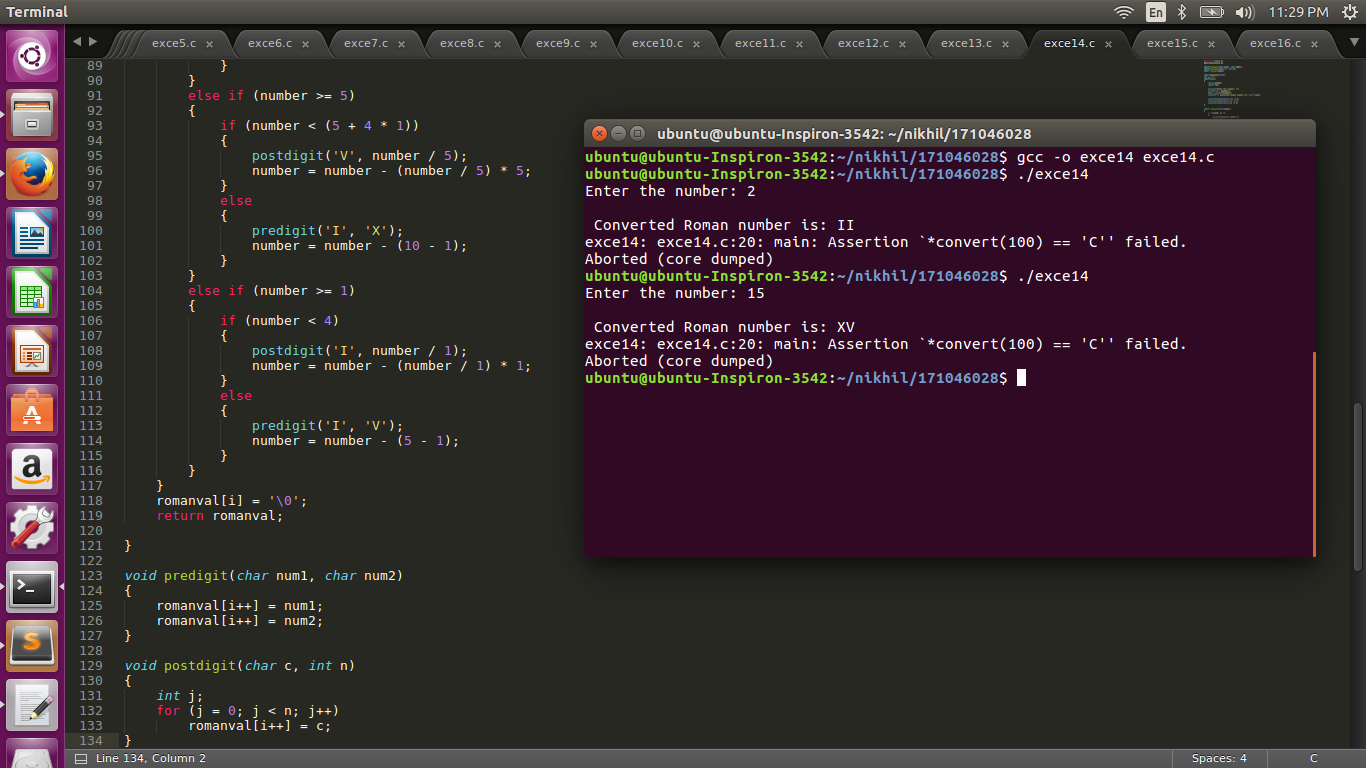 Terminal
En
11:29 PM
exce5.c × exce6.c × exce7.c × exce8.c × exce9.c × exce10.c × exce11.c × exce12.c × exce13.c × exce14.c × exce15.c × exce16.c ×
89 }
90 }
91 else if (number >= 5)
92 {
93 if (number < (5 + 4 * 1))
94 {
95 postdigit('V', number / 5);
96 number = number - (number / 5) * 5;
97 }
98 else
99 {
100 predigit('I', 'X');
101 number = number - (10 - 1);
102 }
103 }
104 else if (number >= 1)
105 {
106 if (number < 4)
107 {
108 postdigit('I', number / 1);
109 number = number - (number / 1) * 1;
110 }
111 else
112 {
113 predigit('I', 'V');
114 number = number - (5 - 1);
115 }
116 }
117 }
118 romanval[i] = '\0';
119 return romanval;
120
121 }
122
123 void predigit(char num1, char num2)
124 {
125 romanval[i++] = num1;
126 romanval[i++] = num2;
127 }
128
129 void postdigit(char c, int n)
130 {
131 int j;
132 for (j = 0; j < n; j++)
133 romanval[i++] = c;
134 }
ubuntu@ubuntu-Inspiron-3542: ~/nikhil/171046028
ubuntu@ubuntu-Inspiron-3542:~/nikhil/171046028$ gcc -o exce14 exce14.c
ubuntu@ubuntu-Inspiron-3542:~/nikhil/171046028$ ./exce14
Enter the number: 2
Converted Roman number is: II
exce14: exce14.c:20: main: Assertion `*convert(100) == 'C'' failed.
Aborted (core dumped)
ubuntu@ubuntu-Inspiron-3542:~/nikhil/171046028$ ./exce14
Enter the number: 15
Converted Roman number is: XV
exce14: exce14.c:20: main: Assertion `*convert(100) == 'C'' failed.
Aborted (core dumped)
ubuntu@ubuntu-Inspiron-3542:~/nikhil/171046028$
Line 134, Column 2
Spaces: 4
C